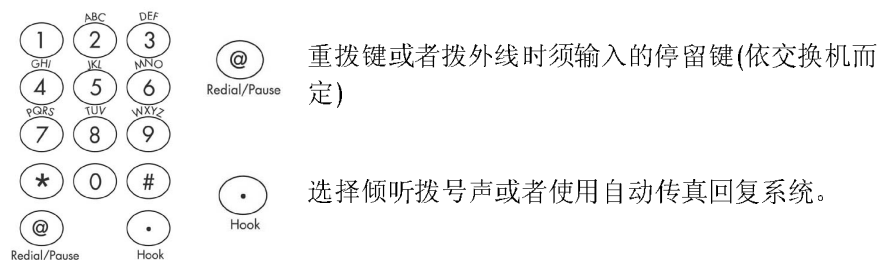 ABC DEF
1 2 3
GHI JKL MNO
4 5 6
PQRS TUV WXYZ
7 8 9
* 0 #
@ •
Redial/Pause Hook
@
Redial/Pause
重拨键或者拨外线时须输入的停留键(依交换机而
定)
•
Hook
选择倾听拨号声或者使用自动传真回复系统。